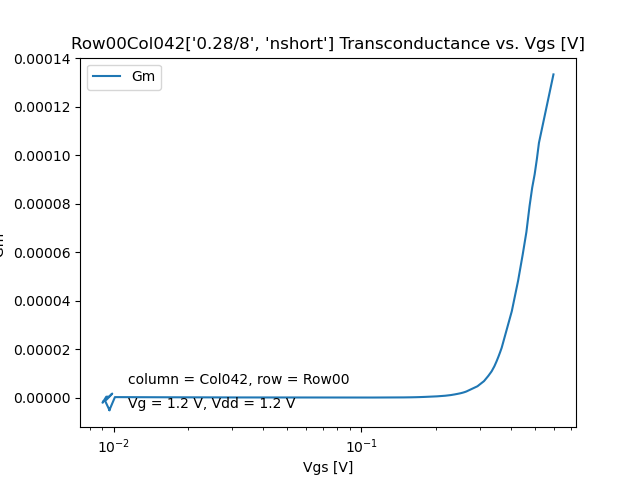 Row00Col042['0.28/8', 'nshort'] Transconductance vs. Vgs [V]
0.00014
Gm
0.00012
0.00010
0.00008
0.00006
0.00004
0.00002
column = Col042, row = Row00
0.00000
Vg = 1.2 V, Vdd = 1.2 V
10⁻²
10⁻¹
Vgs [V]